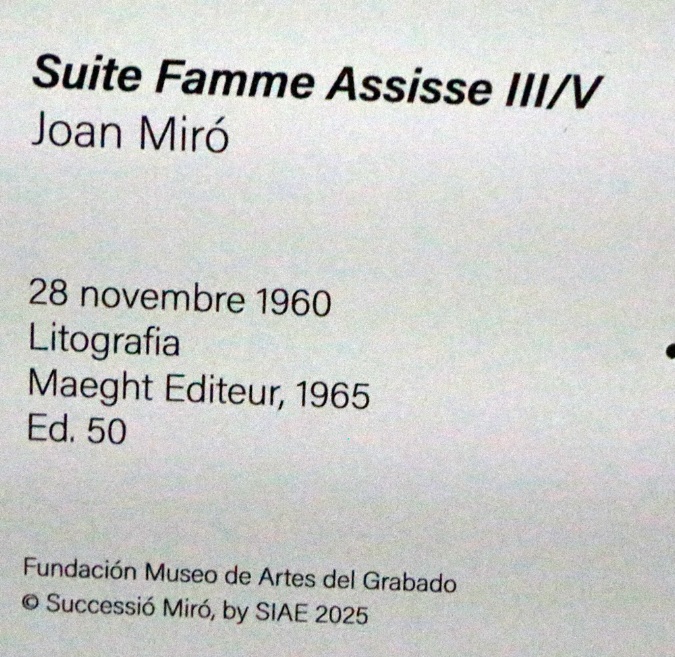 Suite Famme Assisse III/V
Joan Miró
28 novembre 1960
Litografia
Maeght Editeur, 1965
Ed. 50
Fundación Museo de Artes del Grabado
© Successió Miró, by SIAE 2025